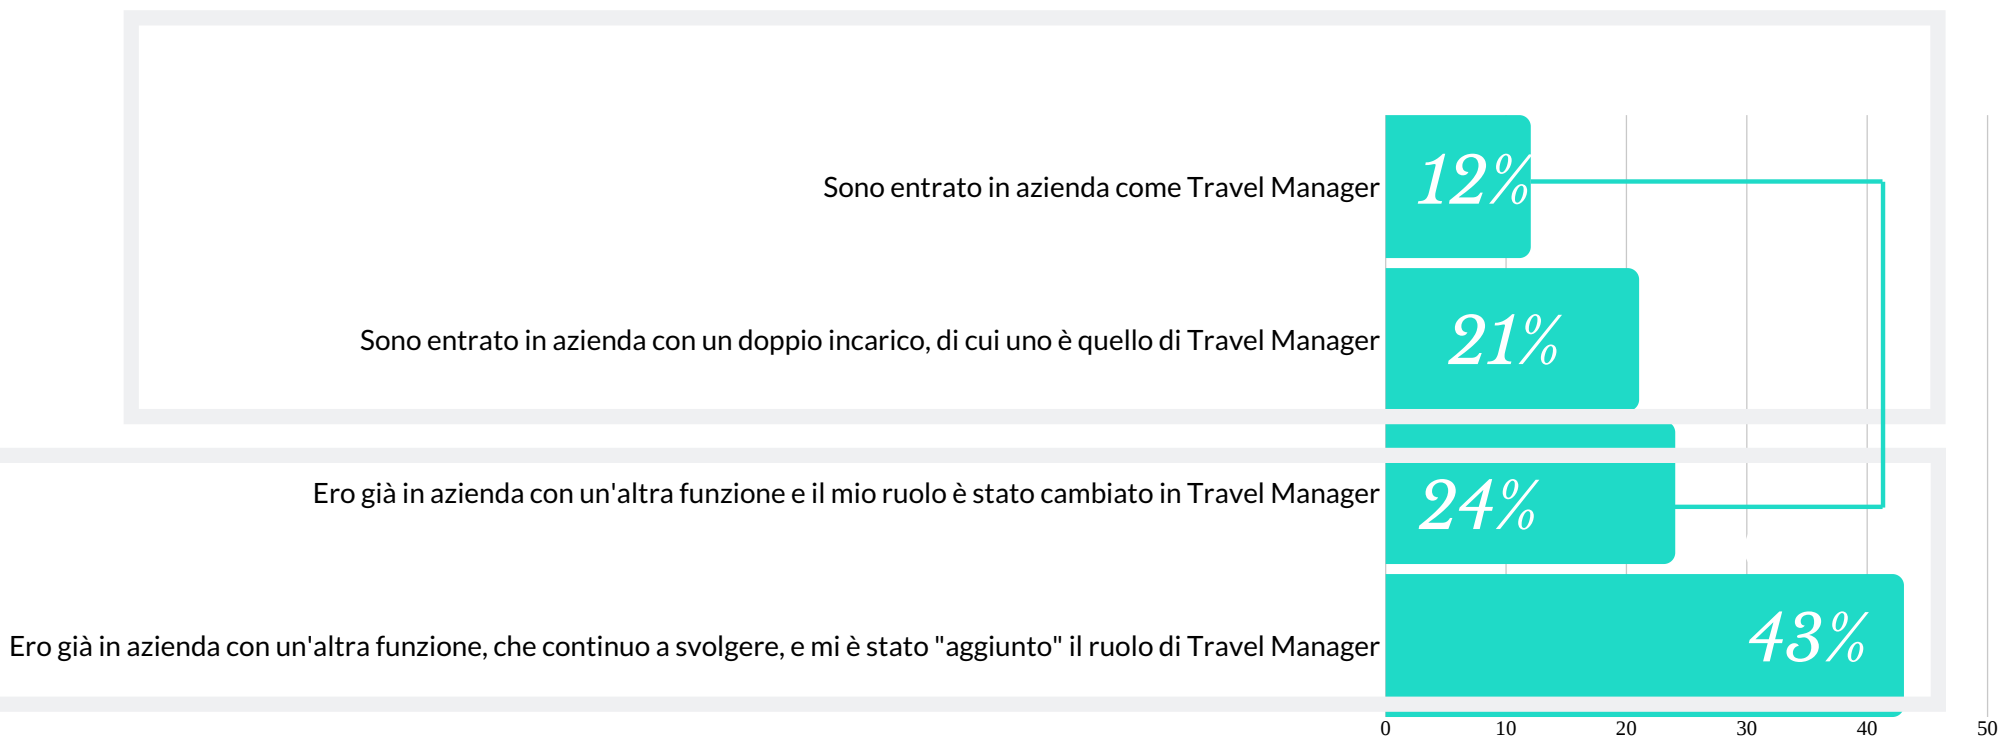 Sono entrato in azienda come Travel Manager 12%
Sono entrato in azienda con un doppio incarico, di cui uno è quello di Travel Manager 21%
Ero già in azienda con un'altra funzione e il mio ruolo è stato cambiato in Travel Manager 24%
Ero già in azienda con un'altra funzione, che continuo a svolgere, e mi è stato "aggiunto" il ruolo di Travel Manager 43%
0 10 20 30 40 50